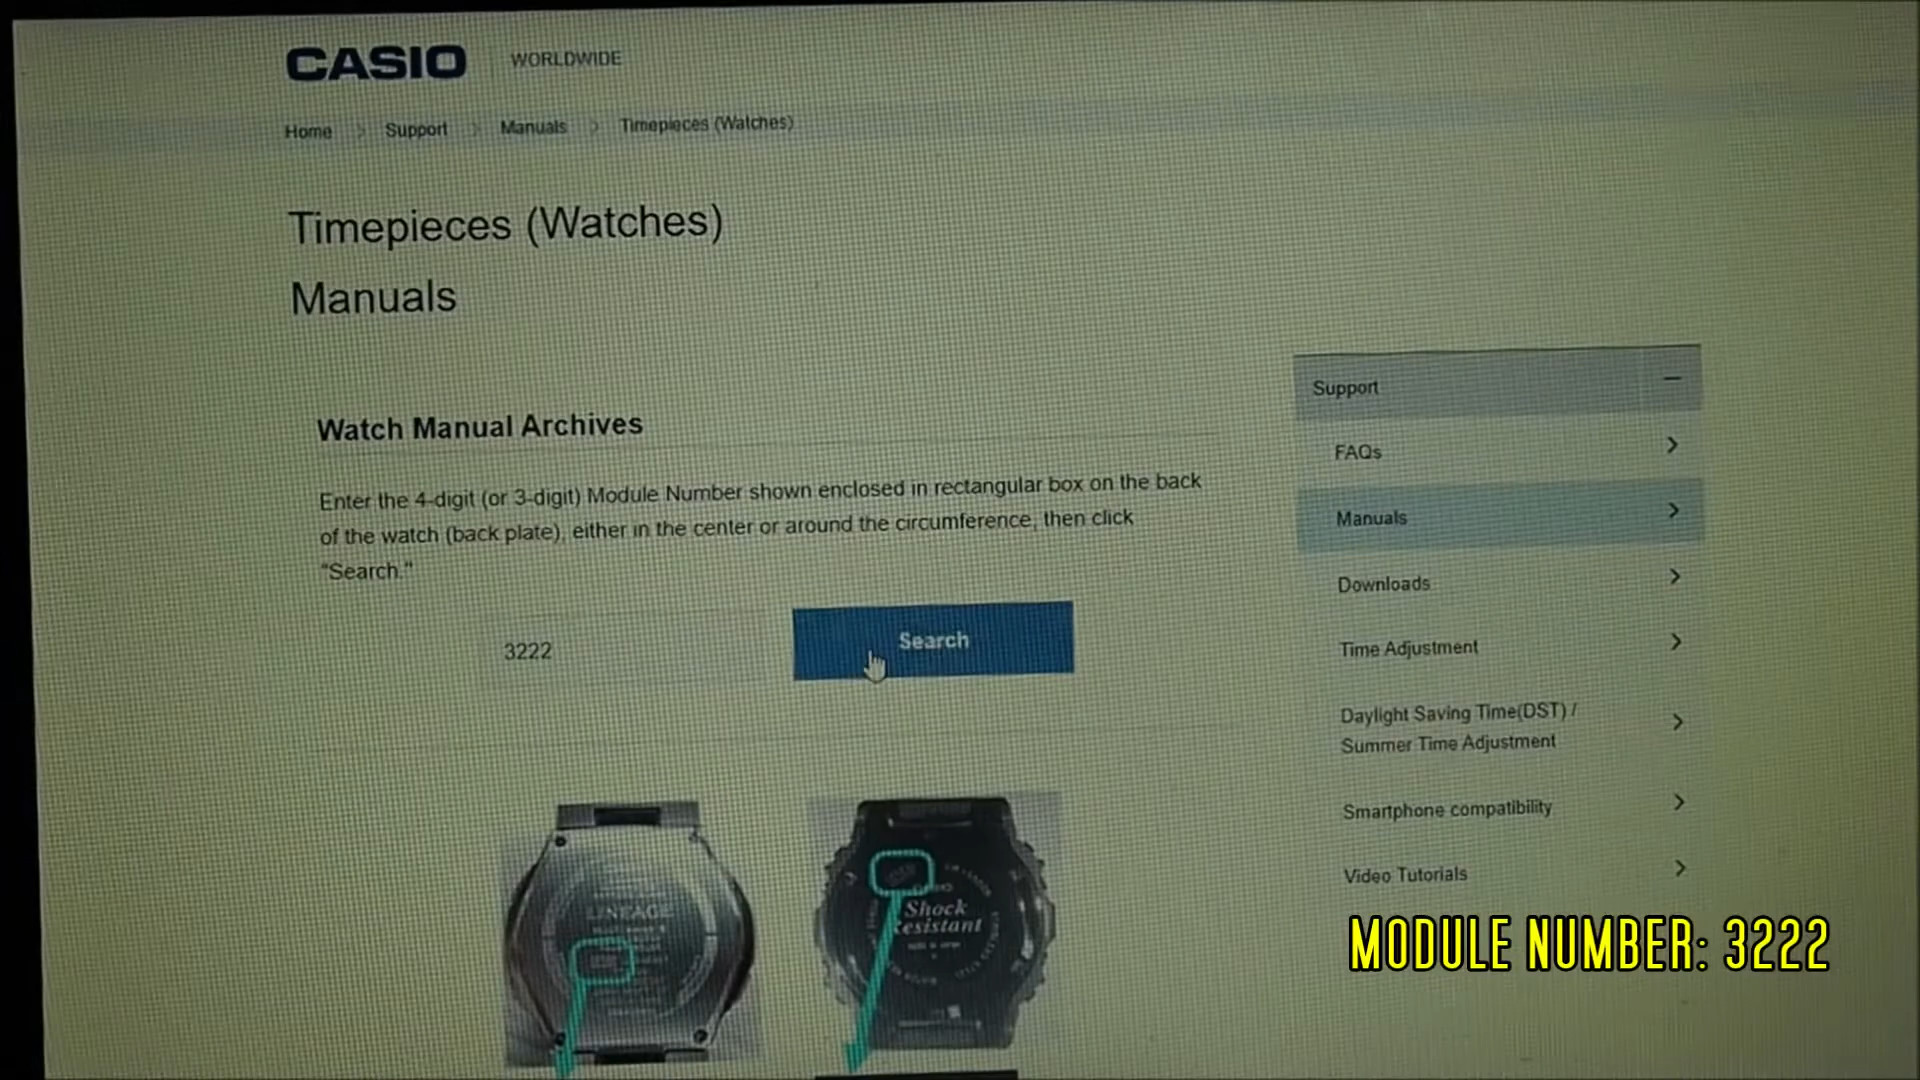 CASIO WORLDWIDE
Home > Support > Manuals > Timepieces (Watches)
Timepieces (Watches)
Manuals
Watch Manual Archives
Enter the 4-digit (or 3-digit) Module Number shown enclosed in rectangular box on the back
of the watch (back plate), either in the center or around the circumference, then click
"Search."
3222
Search
Support
FAQs
Manuals
Downloads
Time Adjustment
Daylight Saving Time(DST) /
Summer Time Adjustment
Smartphone compatibility
Video Tutorials
LINEAGE
Shock
Resistant
MODULE NUMBER: 3222